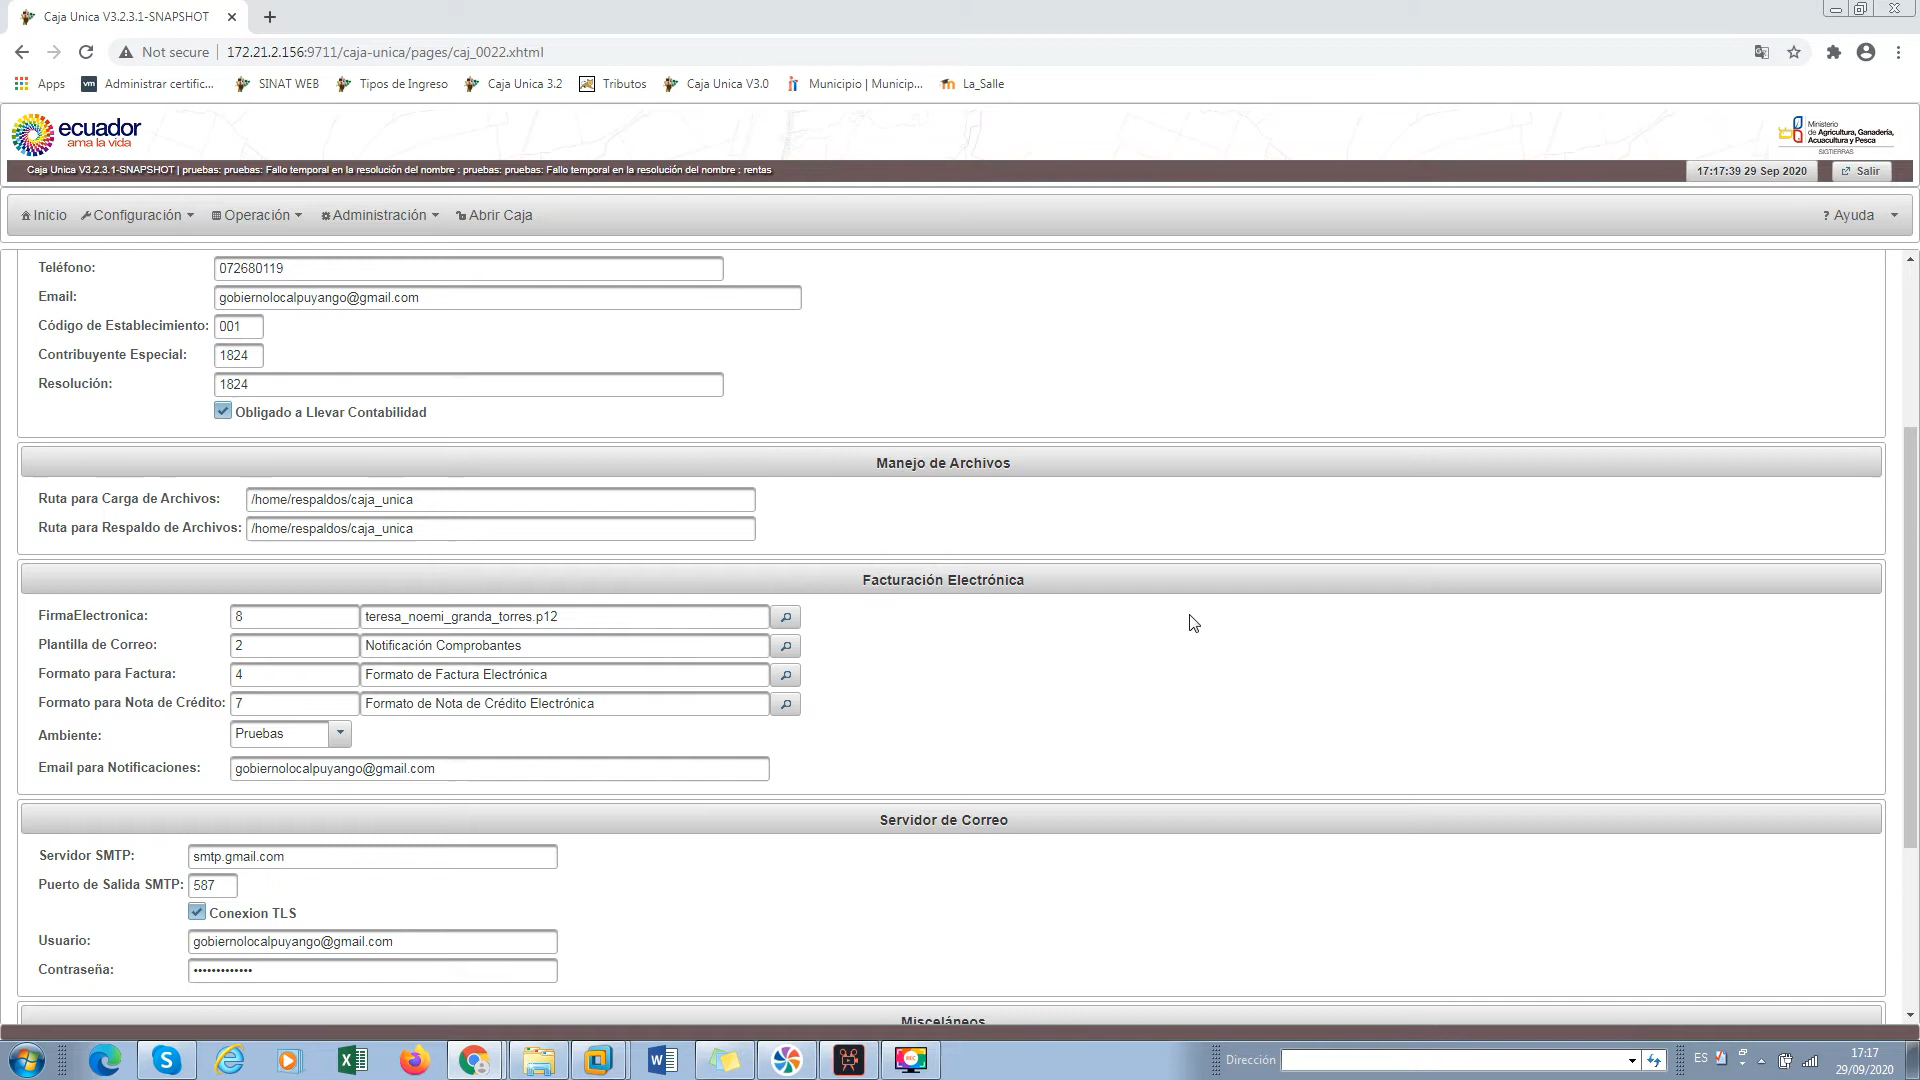 Caja Unica V3.2.3.1-SNAPSHOT
Not secure
172.21.2.156:9711/caja-unica/pages/caj_0022.xhtml
Apps
vm Administrar certific...
SINAT WEB
Tipos de Ingreso
Caja Unica 3.2
Tributos
Caja Unica V3.0
Municipio | Municip...
La_Salle
ecuador
ama la vida
Ministerio
de Agricultura, Ganadería,
Acuacultura y Pesca
SIGTIERRAS
Caja Unica V3.2.3.1-SNAPSHOT | pruebas: pruebas: Fallo temporal en la resolución del nombre : pruebas: pruebas: Fallo temporal en la resolución del nombre : rentas
17:17:39 29 Sep 2020
Salir
Inicio
Configuración
Operación
Administración
Abrir Caja
? Ayuda
Teléfono: 072680119
Email: gobiernolocalpuyango@gmail.com
Código de Establecimiento: 001
Contribuyente Especial: 1824
Resolución: 1824
Obligado a Llevar Contabilidad
Manejo de Archivos
Ruta para Carga de Archivos: /home/respaldos/caja_unica
Ruta para Respaldo de Archivos: /home/respaldos/caja_unica
Facturación Electrónica
FirmaElectronica: 8 teresa_noemi_granda_torres.p12
Plantilla de Correo: 2 Notificación Comprobantes
Formato para Factura: 4 Formato de Factura Electrónica
Formato para Nota de Crédito: 7 Formato de Nota de Crédito Electrónica
Ambiente: Pruebas
Email para Notificaciones: gobiernolocalpuyango@gmail.com
Servidor de Correo
Servidor SMTP: smtp.gmail.com
Puerto de Salida SMTP: 587
Conexion TLS
Usuario: gobiernolocalpuyango@gmail.com
Contraseña: •••••••••••••
Misceláneos
Dirección
ES
17:17
29/09/2020